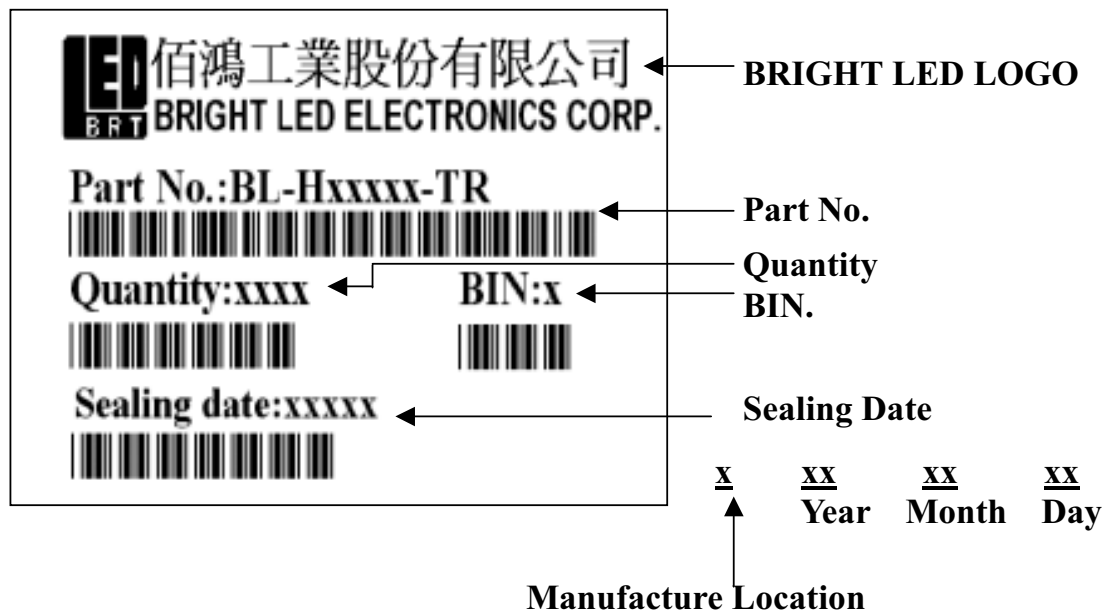 LED 佰鴻工業股份有限公司
BRT BRIGHT LED ELECTRONICS CORP.
BRIGHT LED LOGO
Part No.:BL-Hxxxxx-TR
Part No.
Quantity:xxxx BIN:x
Quantity
BIN.
Sealing date:xxxxx
Sealing Date
x xx xx xx
Year Month Day
Manufacture Location